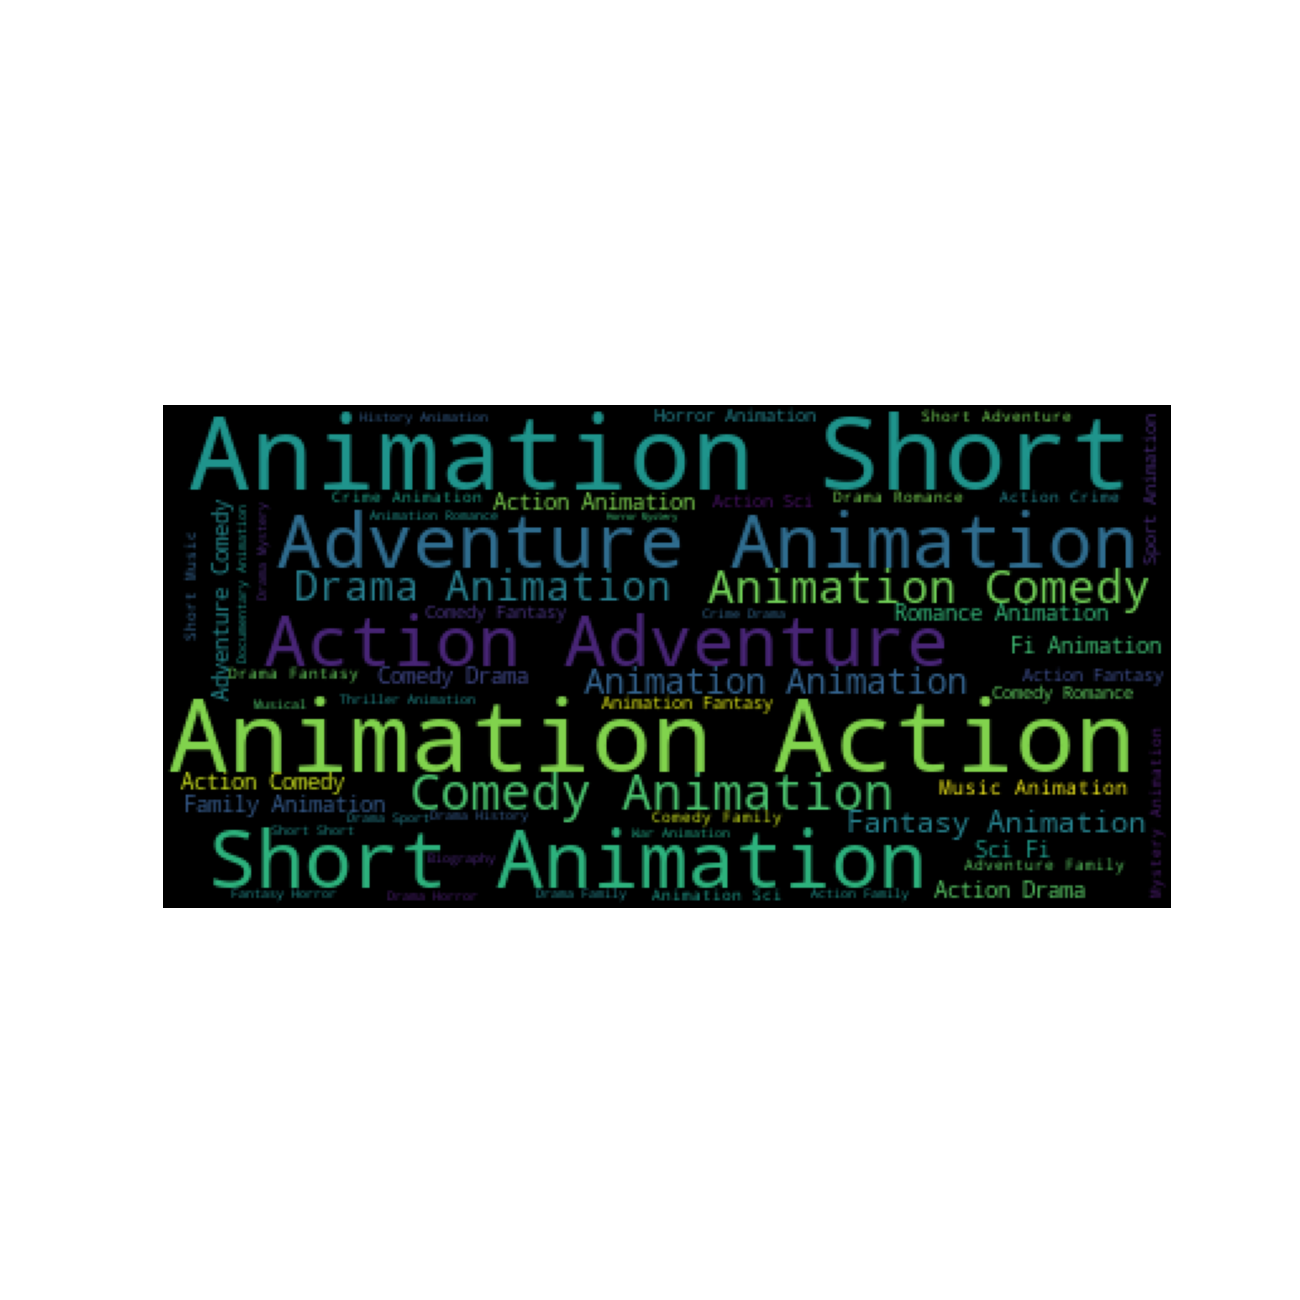 History Animation
Horror Animation
Short Adventure
Animation Short
Sport Animation
Crime Animation
Action Animation
Action Sci
Drama Romance
Action Crime
Animation Romance
Horror Mystery
Adventure Animation
Short Music
Adventure Comedy
Documentary Animation
Drama Mystery
Drama Animation
Animation Comedy
Comedy Fantasy
Crime Drama
Romance Animation
Action Adventure
Fi Animation
Drama Fantasy
Comedy Drama
Animation Animation
Action Fantasy
Comedy Romance
Musical
Thriller Animation
Animation Fantasy
Animation Action
Mystery Animation
Action Comedy
Comedy Animation
Music Animation
Family Animation
Drama Sport
Drama History
Comedy Family
Fantasy Animation
Short Short
War Animation
Short Animation
Sci Fi
Biography
Adventure Family
Fantasy Horror
Drama Horror
Drama Family
Animation Sci
Action Family
Action Drama